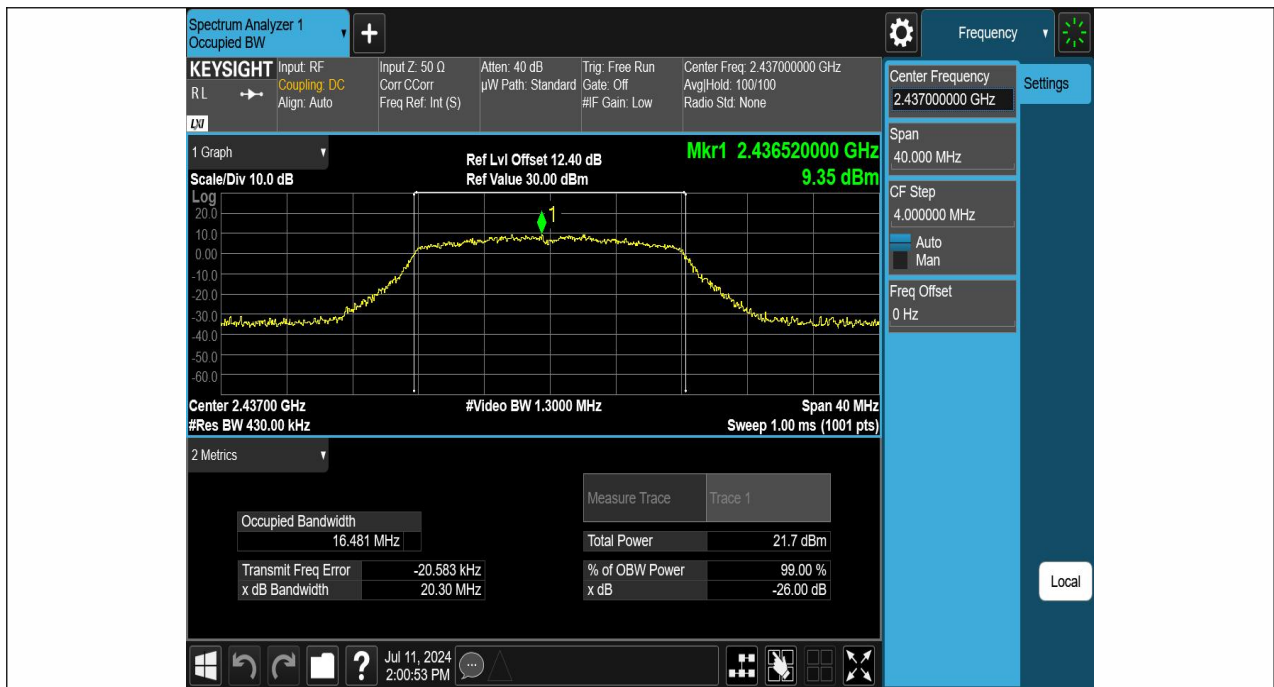 Spectrum Analyzer 1
Occupied BW
+
Frequency
KEYSIGHT
R L
LXI
Input: RF
Coupling: DC
Align: Auto
Input Z: 50 Ω
Corr CCorr
Freq Ref: Int (S)
Atten: 40 dB
µW Path: Standard
Trig: Free Run
Gate: Off
#IF Gain: Low
Center Freq: 2.437000000 GHz
Avg|Hold: 100/100
Radio Std: None
Center Frequency
2.437000000 GHz
Settings
Span
40.000 MHz
CF Step
4.000000 MHz
Auto
Man
Freq Offset
0 Hz
Local
1 Graph
Scale/Div 10.0 dB
Ref Lvl Offset 12.40 dB
Ref Value 30.00 dBm
Mkr1 2.436520000 GHz
9.35 dBm
Log
20.0
10.0
0.00
-10.0
-20.0
-30.0
-40.0
-50.0
-60.0
1
Center 2.43700 GHz
#Video BW 1.3000 MHz
Span 40 MHz
#Res BW 430.00 kHz
Sweep 1.00 ms (1001 pts)
2 Metrics
Measure Trace Trace 1
Occupied Bandwidth
16.481 MHz
Total Power 21.7 dBm
Transmit Freq Error -20.583 kHz
% of OBW Power 99.00 %
x dB Bandwidth 20.30 MHz
x dB -26.00 dB
?
Jul 11, 2024
2:00:53 PM